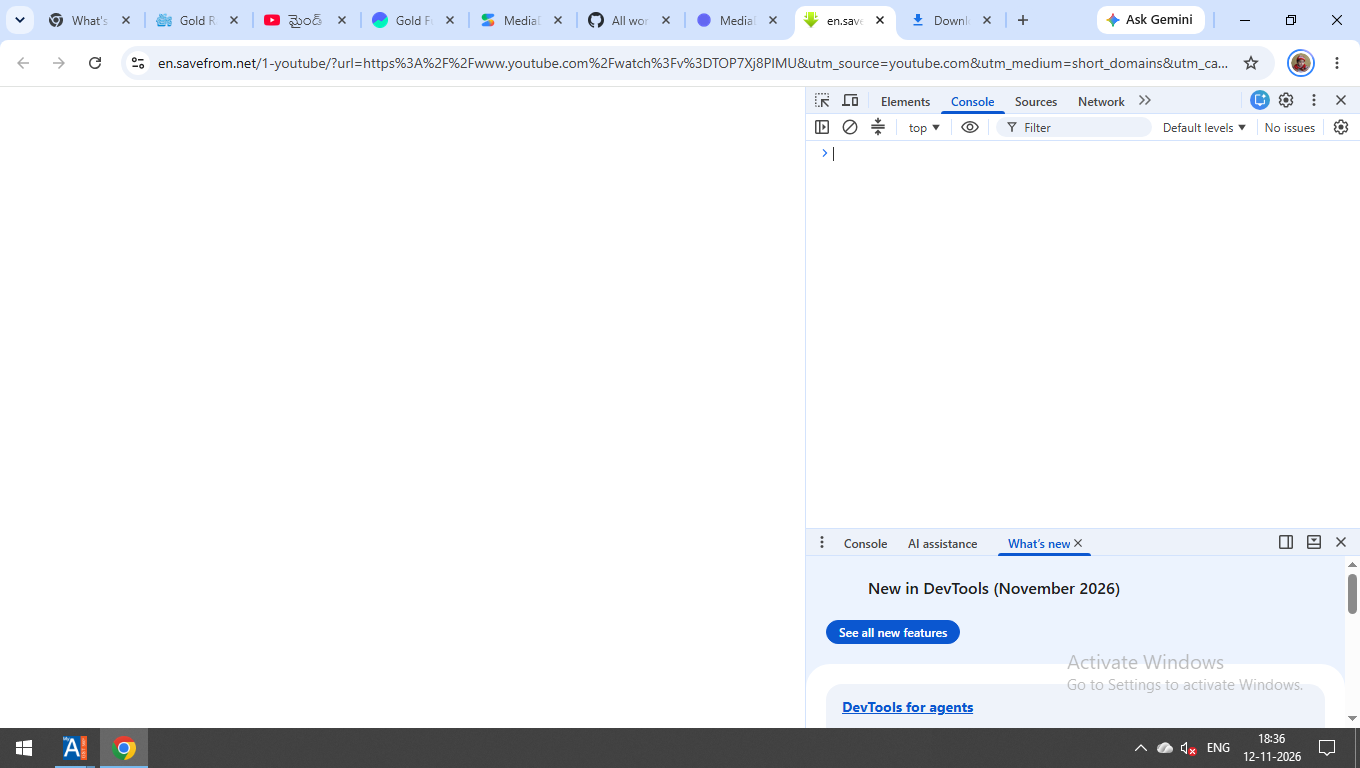 What's
Gold R
మైండ్
Gold F
Media
All wor
Media
en.save
Downl
Ask Gemini
en.savefrom.net/1-youtube/?url=https%3A%2F%2Fwww.youtube.com%2Fwatch%3Fv%3DTOP7Xj8PIMU&utm_source=youtube.com&utm_medium=short_domains&utm_ca...
Elements Console Sources Network
top Filter Default levels No issues
Console AI assistance What's new
New in DevTools (November 2026)
See all new features
Activate Windows
Go to Settings to activate Windows.
DevTools for agents
ENG
18:36
12-11-2026